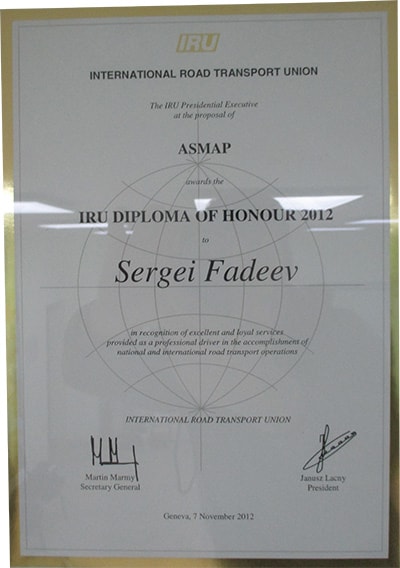 IRU
INTERNATIONAL ROAD TRANSPORT UNION
The IRU Presidential Executive
at the proposal of
ASMAP
awards the
IRU DIPLOMA OF HONOUR 2012
to
Sergei Fadeev
in recognition of excellent and loyal services
provided as a professional driver in the accomplishment of
national and international road transport operations
INTERNATIONAL ROAD TRANSPORT UNION
Martin Marmy
Secretary General
Janusz Lacny
President
Geneva, 7 November 2012